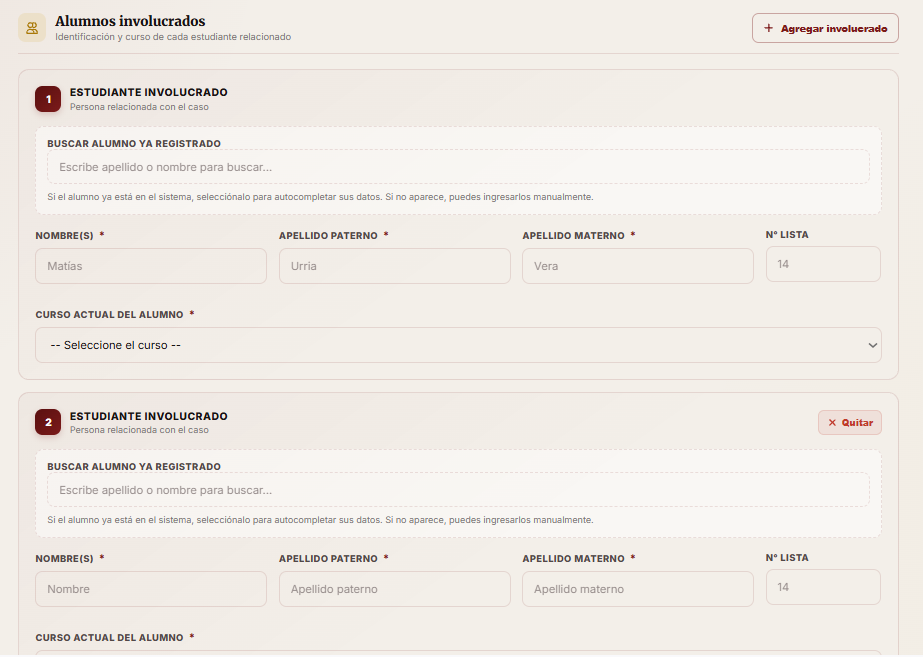 Alumnos involucrados
Identificación y curso de cada estudiante relacionado
+ Agregar involucrado
1
ESTUDIANTE INVOLUCRADO
Persona relacionada con el caso
BUSCAR ALUMNO YA REGISTRADO
Escribe apellido o nombre para buscar...
Si el alumno ya está en el sistema, selecciónalo para autocompletar sus datos. Si no aparece, puedes ingresarlos manualmente.
NOMBRE(S) * APELLIDO PATERNO * APELLIDO MATERNO * N° LISTA
Matías Urria Vera 14
CURSO ACTUAL DEL ALUMNO *
-- Seleccione el curso --
2
ESTUDIANTE INVOLUCRADO
Persona relacionada con el caso
× Quitar
BUSCAR ALUMNO YA REGISTRADO
Escribe apellido o nombre para buscar...
Si el alumno ya está en el sistema, selecciónalo para autocompletar sus datos. Si no aparece, puedes ingresarlos manualmente.
NOMBRE(S) * APELLIDO PATERNO * APELLIDO MATERNO * N° LISTA
Nombre Apellido paterno Apellido materno 14
CURSO ACTUAL DEL ALUMNO *